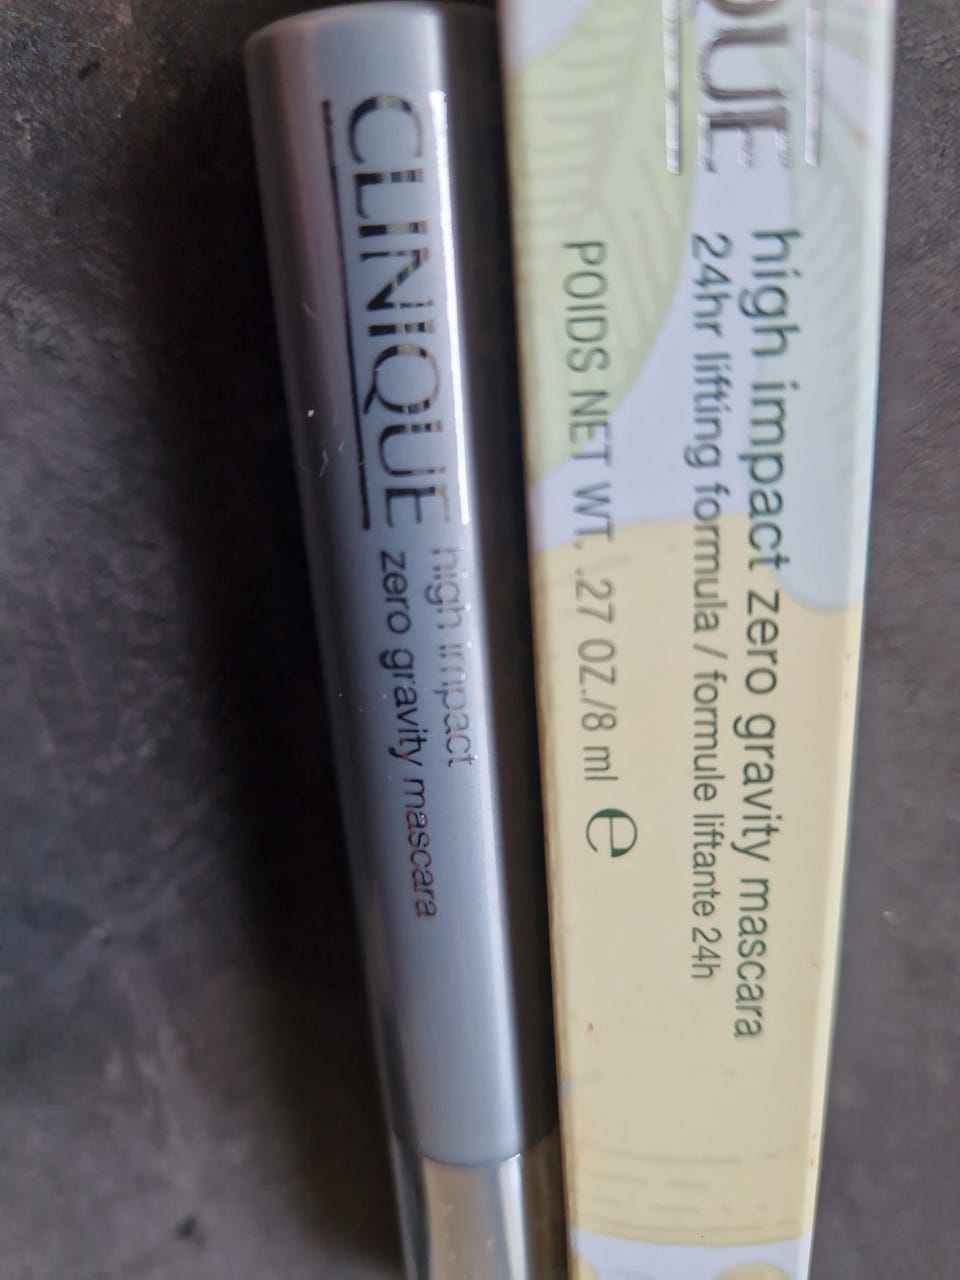 CLINIQUE
high impact
zero gravity mascara
QUE
high impact zero gravity mascara
24hr lifting formula / formule liftante 24h
POIDS NET WT. .27 OZ./8 ml ℮